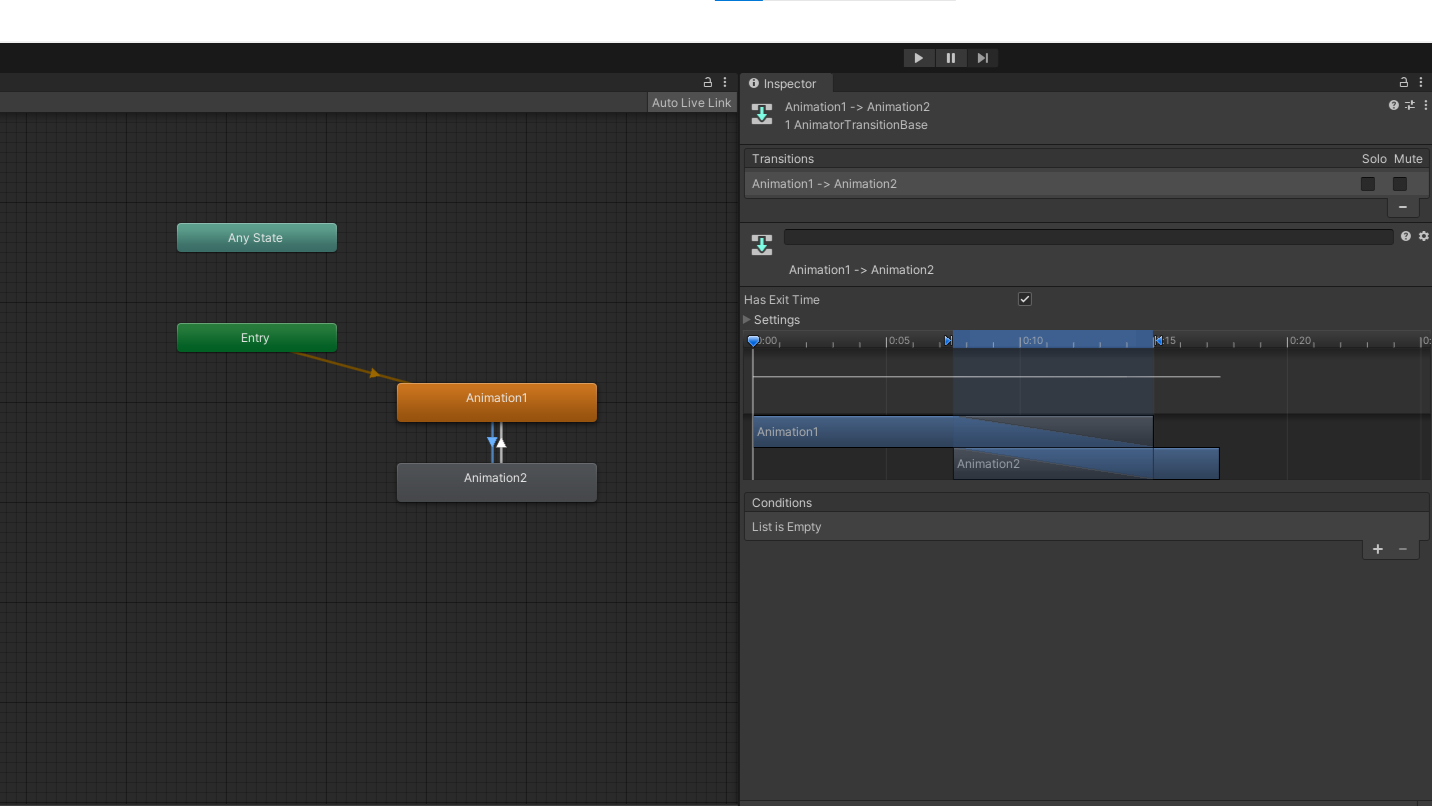 Auto Live Link
Any State
Entry
Animation1
Animation2
Inspector
Animation1 -> Animation2
1 AnimatorTransitionBase
Transitions Solo Mute
Animation1 -> Animation2
Animation1 -> Animation2
Has Exit Time
Settings
0:00 0:05 0:10 0:15 0:20 0:
Animation1
Animation2
Conditions
List is Empty